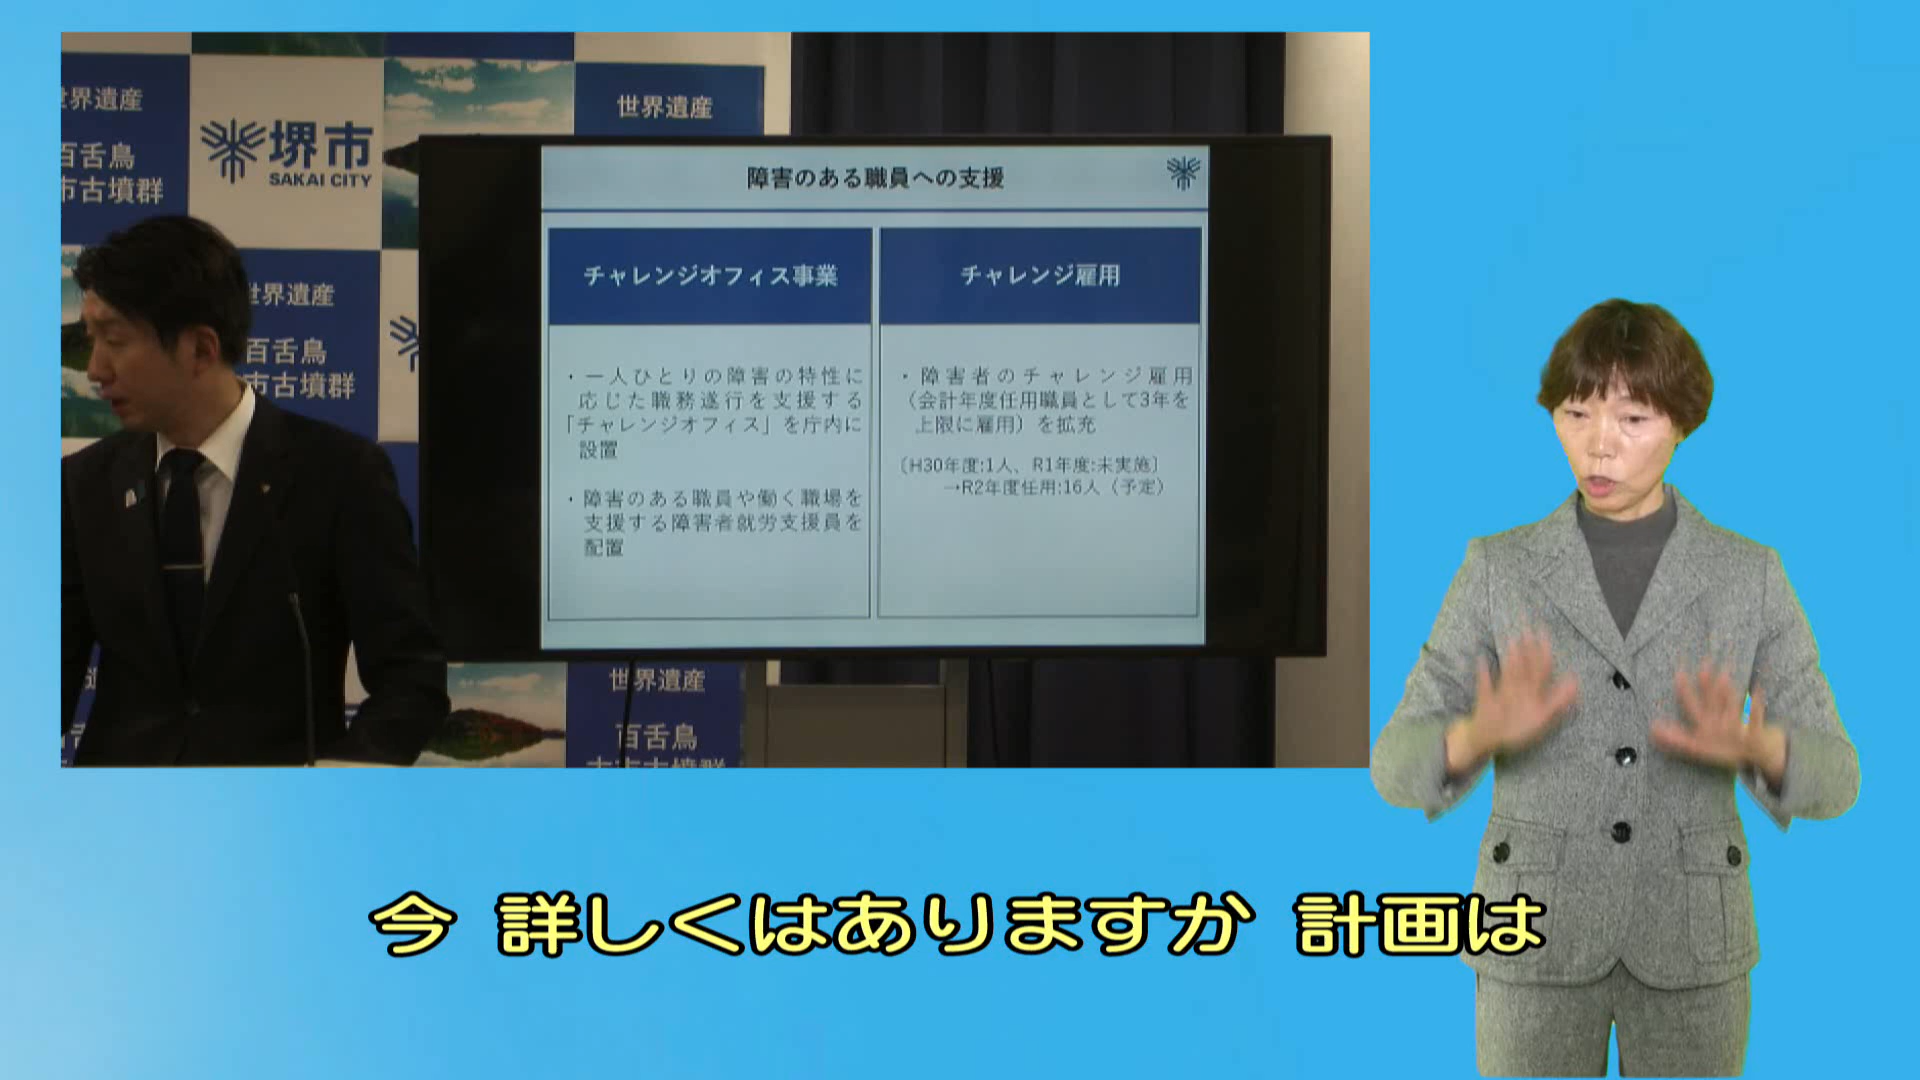 世界遺産
百舌鳥
市古墳群
堺市
SAKAI CITY
世界遺産
世界遺産
百舌鳥
市古墳群
障害のある職員への支援
チャレンジオフィス事業
・一人ひとりの障害の特性に
応じた職務遂行を支援する
「チャレンジオフィス」を庁内に
設置
・障害のある職員や働く職場を
支援する障害者就労支援員を
配置
チャレンジ雇用
・障害者のチャレンジ雇用
（会計年度任用職員として3年を
上限に雇用）を拡充
〔H30年度:1人、R1年度:未実施〕
→R2年度任用:16人（予定）
世界遺産
百舌鳥
今 詳しくはありますか 計画は